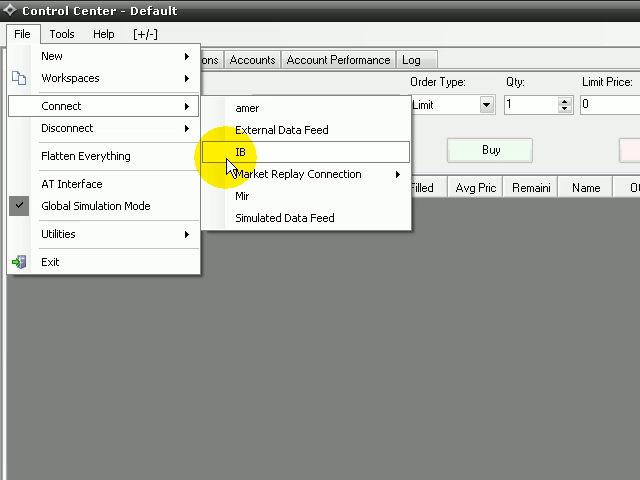 Control Center - Default
File Tools Help [+/-]
ons Accounts Account Performance Log
New
Workspaces
Connect
Disconnect
Flatten Everything
AT Interface
Global Simulation Mode
Utilities
Exit
amer
External Data Feed
IB
Market Replay Connection
Mir
Simulated Data Feed
Order Type: Qty: Limit Price:
Limit 1 0
Buy
Filled Avg Pric Remaini Name